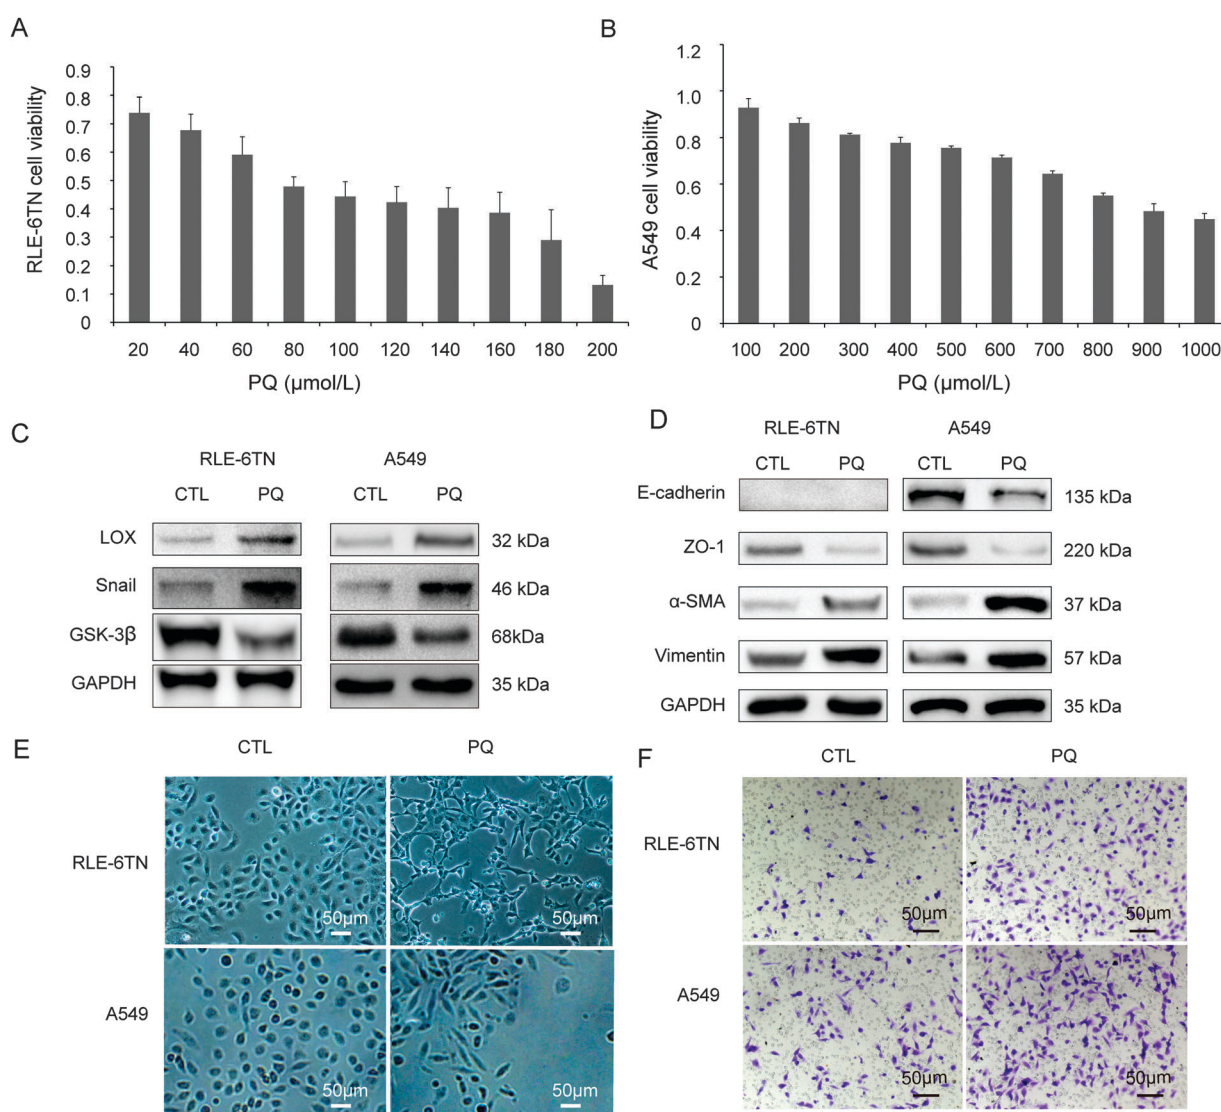 A
RLE-6TN cell viability
0.9
0.8
0.7
0.6
0.5
0.4
0.3
0.2
0.1
0
20 40 60 80 100 120 140 160 180 200
PQ (µmol/L)
B
A549 cell viability
1.2
1.0
0.8
0.6
0.4
0.2
0
100 200 300 400 500 600 700 800 900 1000
PQ (µmol/L)
C
RLE-6TN A549
CTL PQ CTL PQ
LOX 32 kDa
Snail 46 kDa
GSK-3β 68kDa
GAPDH 35 kDa
D
RLE-6TN A549
CTL PQ CTL PQ
E-cadherin 135 kDa
ZO-1 220 kDa
α-SMA 37 kDa
Vimentin 57 kDa
GAPDH 35 kDa
E
CTL PQ
RLE-6TN
50µm 50µm
A549
50µm 50µm
F
CTL PQ
RLE-6TN
50µm 50µm
A549
50µm 50µm